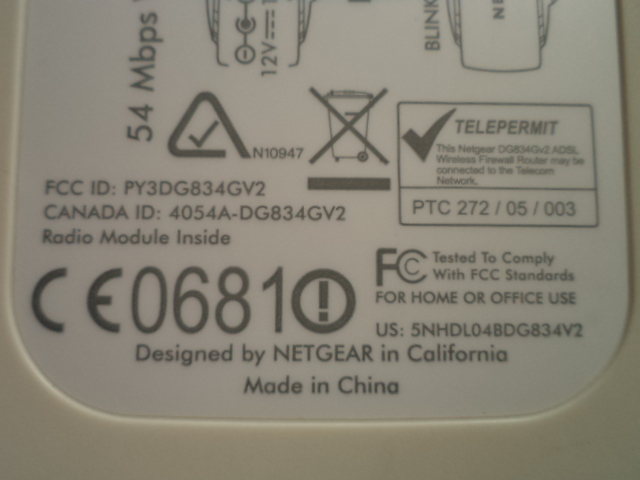 54 Mbps
12V
BLINK
NE
N10947
TELEPERMIT
This Netgear DG834Gv2 ADSL
Wireless Firewall Router may be
connected to the Telecom
Network.
PTC 272 / 05 / 003
FCC ID: PY3DG834GV2
CANADA ID: 4054A-DG834GV2
Radio Module Inside
CE0681
FC Tested To Comply
With FCC Standards
FOR HOME OR OFFICE USE
US: 5NHDL04BDG834V2
Designed by NETGEAR in California
Made in China